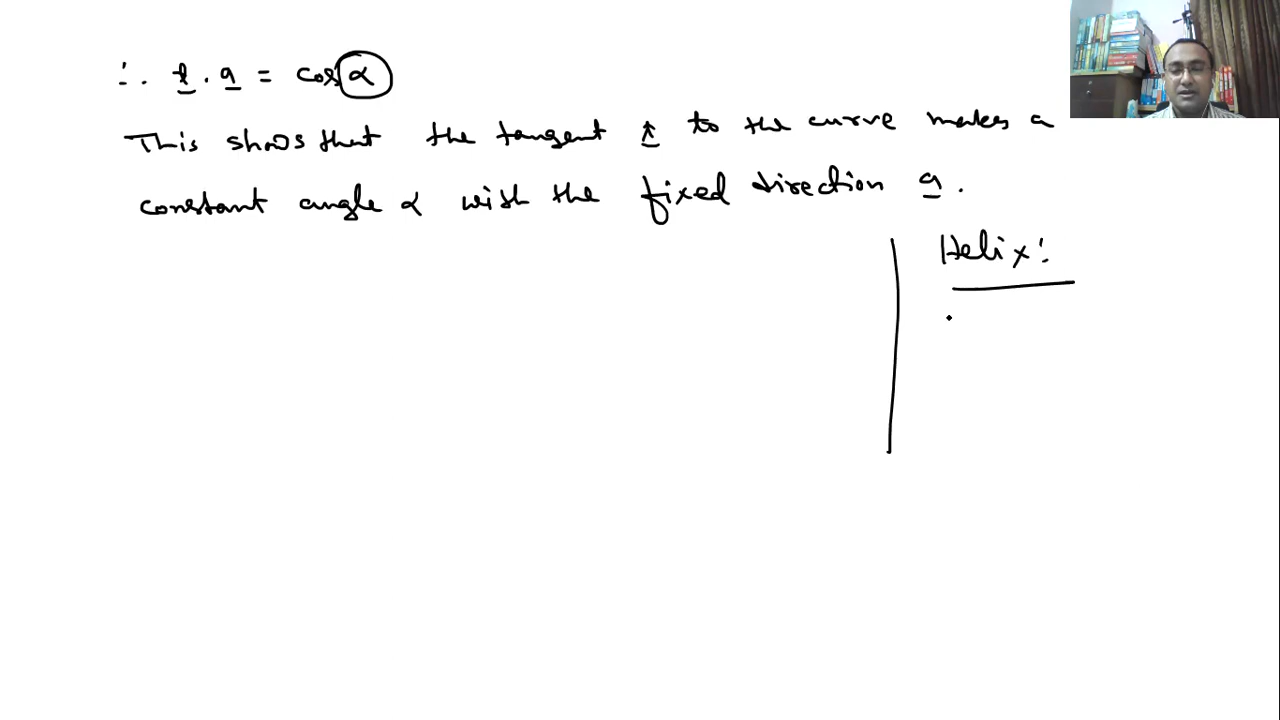 ∴ t . a = cos α
This shows that the tangent t to the curve makes a
constant angle α with the fixed direction a .
Helix :